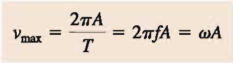 v_max = 2πA / T = 2πfA = ωA